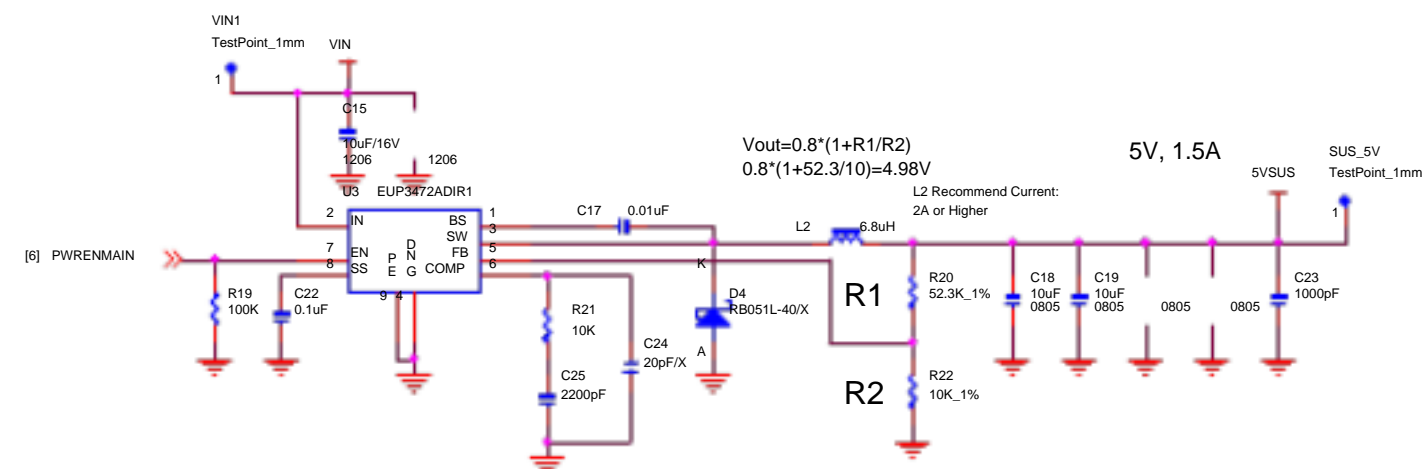 VIN1
TestPoint_1mm
VIN
1
C15
10uF/16V
1206
1206
U3
EUP3472ADIR1
2
IN
7
EN
8
SS
BS
1
SW
3
FB
5
COMP
6
PE
DNG
9
4
[6]
PWRENMAIN
R19
100K
C22
0.1uF
C17
0.01uF
R21
10K
C24
20pF/X
C25
2200pF
K
D4
RB051L-40/X
A
Vout=0.8*(1+R1/R2)
0.8*(1+52.3/10)=4.98V
L2 Recommend Current:
2A or Higher
L2
6.8uH
R1
R20
52.3K_1%
R2
R22
10K_1%
C18
10uF
0805
C19
10uF
0805
0805
0805
C23
1000pF
5V, 1.5A
5VSUS
SUS_5V
TestPoint_1mm
1